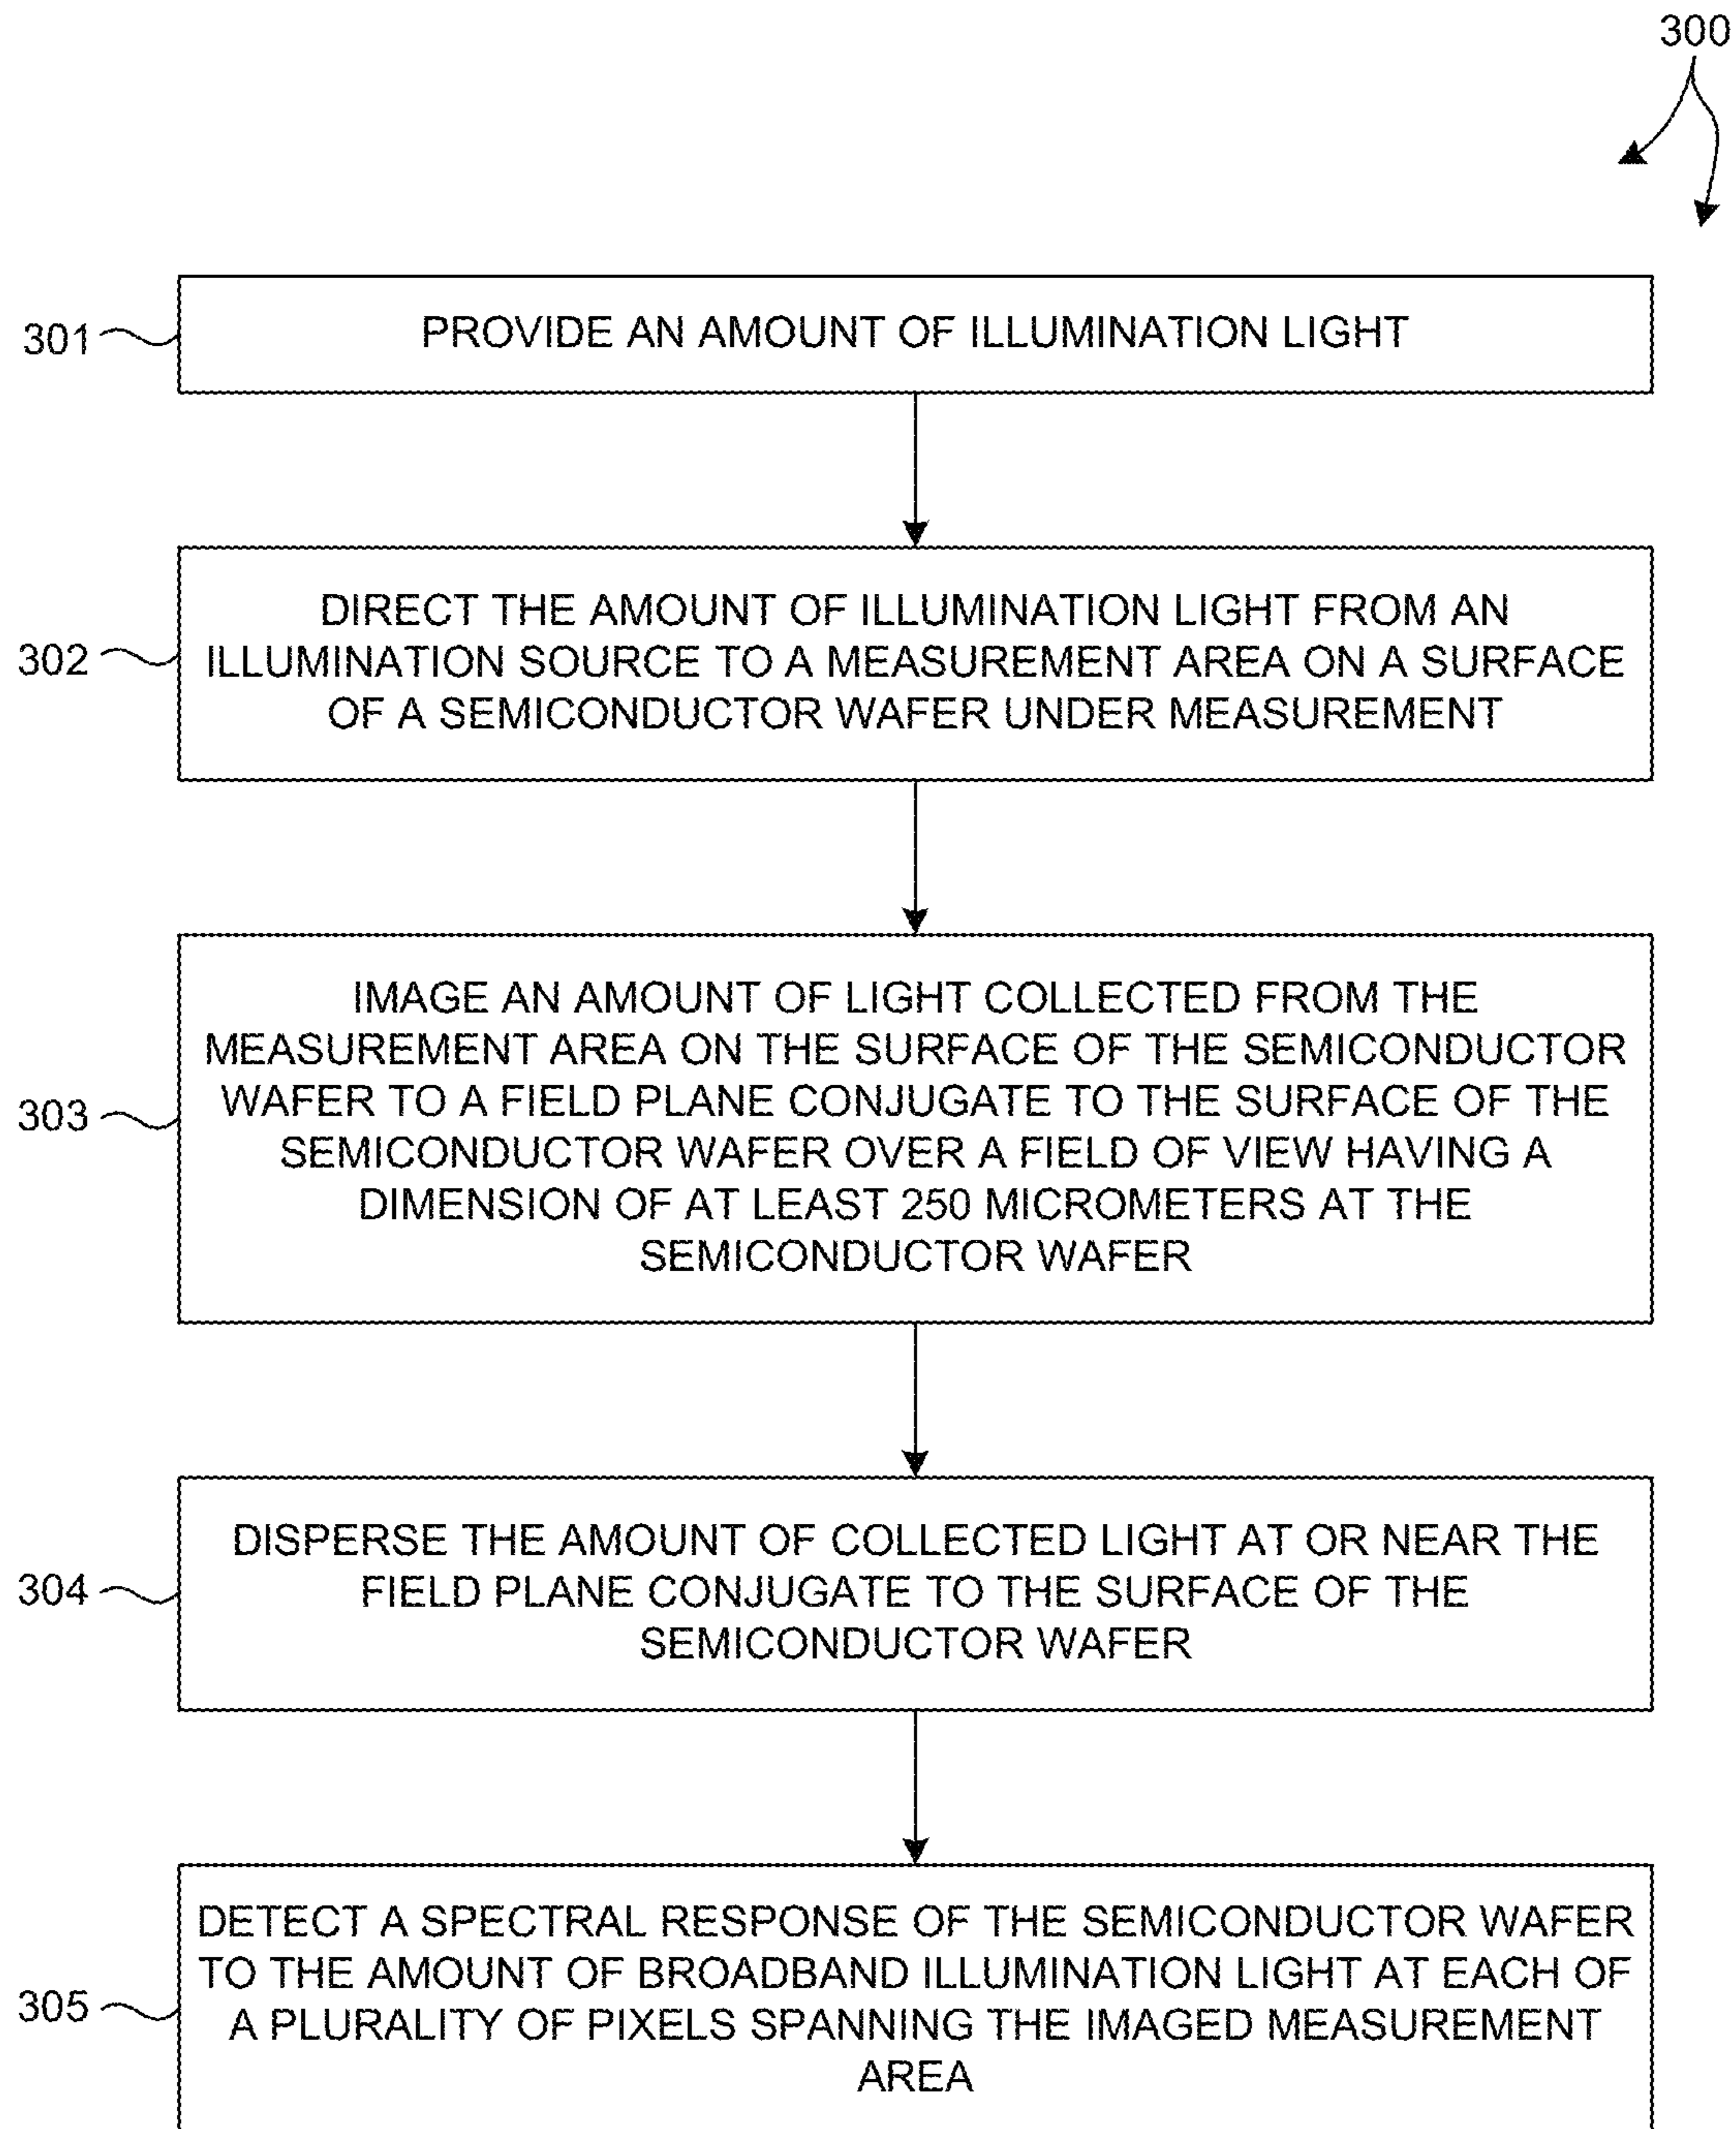 300
301
PROVIDE AN AMOUNT OF ILLUMINATION LIGHT
302
DIRECT THE AMOUNT OF ILLUMINATION LIGHT FROM AN
ILLUMINATION SOURCE TO A MEASUREMENT AREA ON A SURFACE
OF A SEMICONDUCTOR WAFER UNDER MEASUREMENT
303
IMAGE AN AMOUNT OF LIGHT COLLECTED FROM THE
MEASUREMENT AREA ON THE SURFACE OF THE SEMICONDUCTOR
WAFER TO A FIELD PLANE CONJUGATE TO THE SURFACE OF THE
SEMICONDUCTOR WAFER OVER A FIELD OF VIEW HAVING A
DIMENSION OF AT LEAST 250 MICROMETERS AT THE
SEMICONDUCTOR WAFER
304
DISPERSE THE AMOUNT OF COLLECTED LIGHT AT OR NEAR THE
FIELD PLANE CONJUGATE TO THE SURFACE OF THE
SEMICONDUCTOR WAFER
305
DETECT A SPECTRAL RESPONSE OF THE SEMICONDUCTOR WAFER
TO THE AMOUNT OF BROADBAND ILLUMINATION LIGHT AT EACH OF
A PLURALITY OF PIXELS SPANNING THE IMAGED MEASUREMENT
AREA